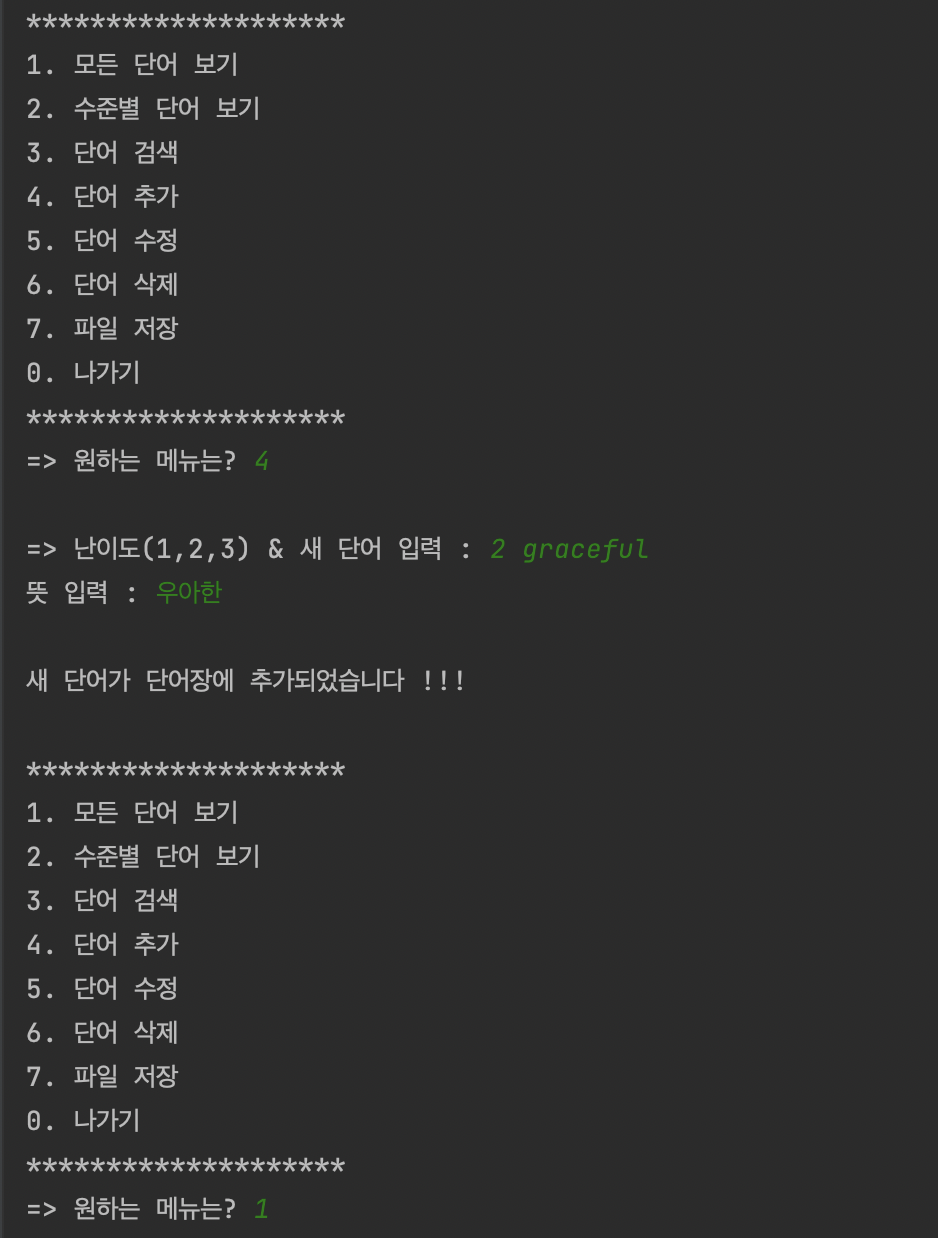 ********************
1. 모든 단어 보기
2. 수준별 단어 보기
3. 단어 검색
4. 단어 추가
5. 단어 수정
6. 단어 삭제
7. 파일 저장
0. 나가기
********************
=> 원하는 메뉴는? 4
=> 난이도(1,2,3) & 새 단어 입력 : 2 graceful
뜻 입력 : 우아한
새 단어가 단어장에 추가되었습니다 !!!
********************
1. 모든 단어 보기
2. 수준별 단어 보기
3. 단어 검색
4. 단어 추가
5. 단어 수정
6. 단어 삭제
7. 파일 저장
0. 나가기
********************
=> 원하는 메뉴는? 1